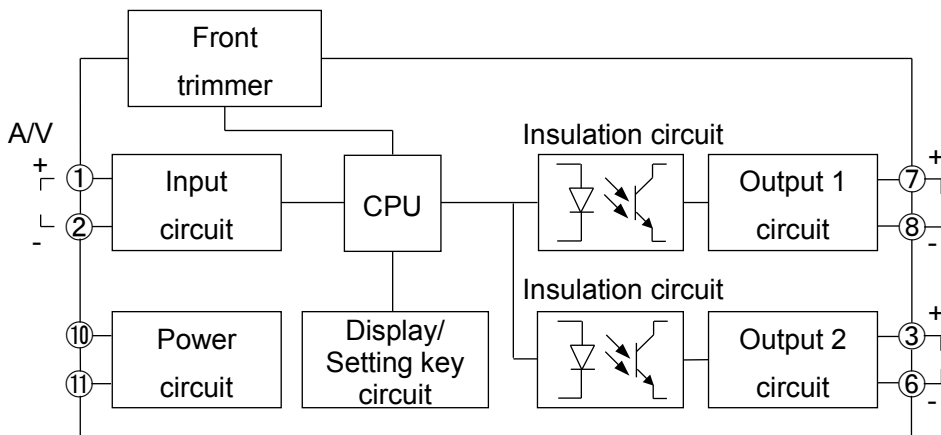 Front
trimmer
A/V
+
①
②
-
Input
circuit
CPU
Insulation circuit
Output 1
circuit
+
⑦
⑧
-
Insulation circuit
Output 2
circuit
+
③
⑥
-
⑩
⑪
Power
circuit
Display/
Setting key
circuit